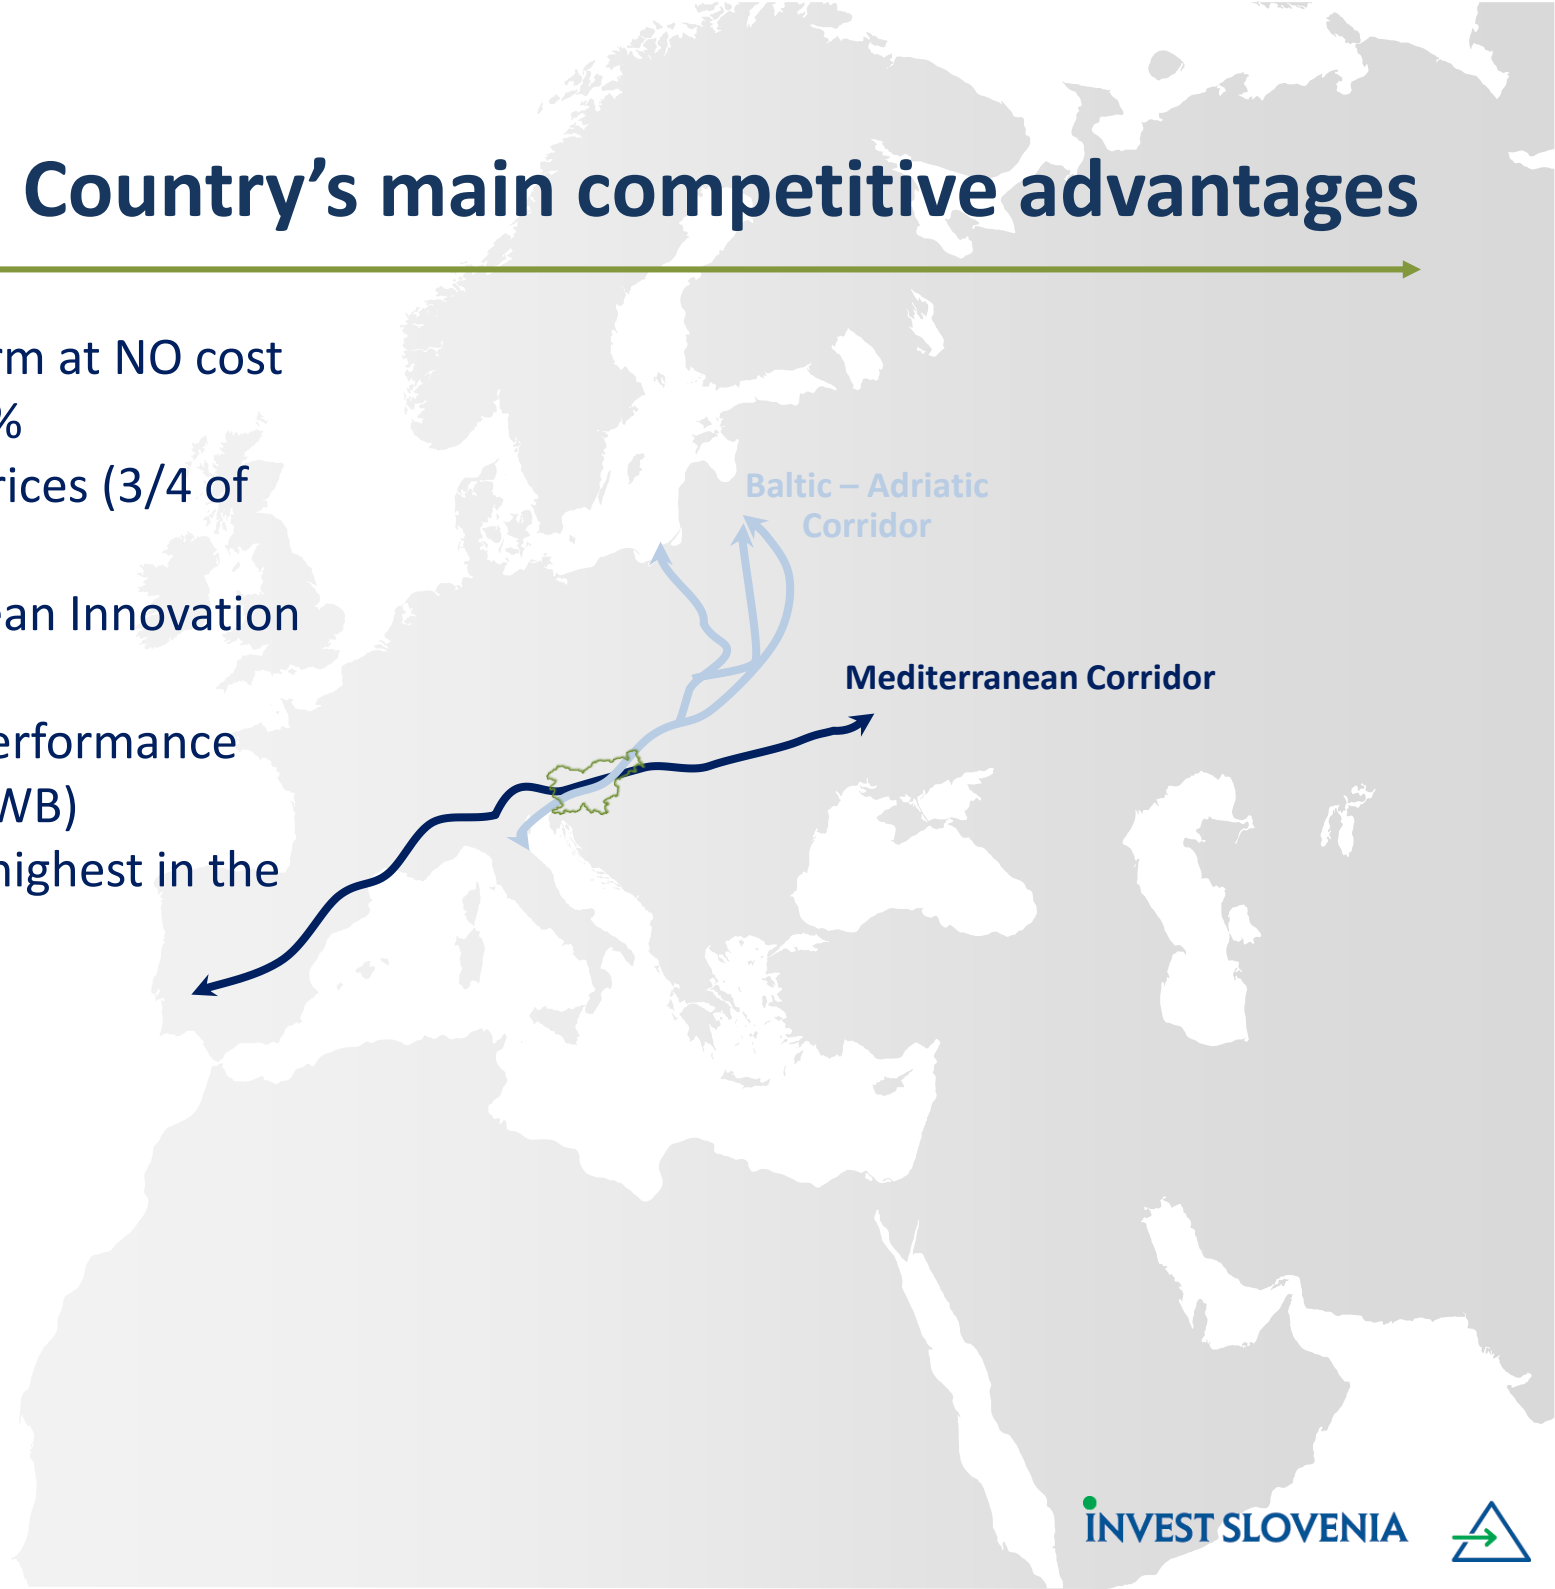 Country’s main competitive advantages
rm at NO cost
%
rices (3/4 of
ean Innovation
erformance
WB)
highest in the
Baltic – Adriatic
Corridor
Mediterranean Corridor
INVEST SLOVENIA